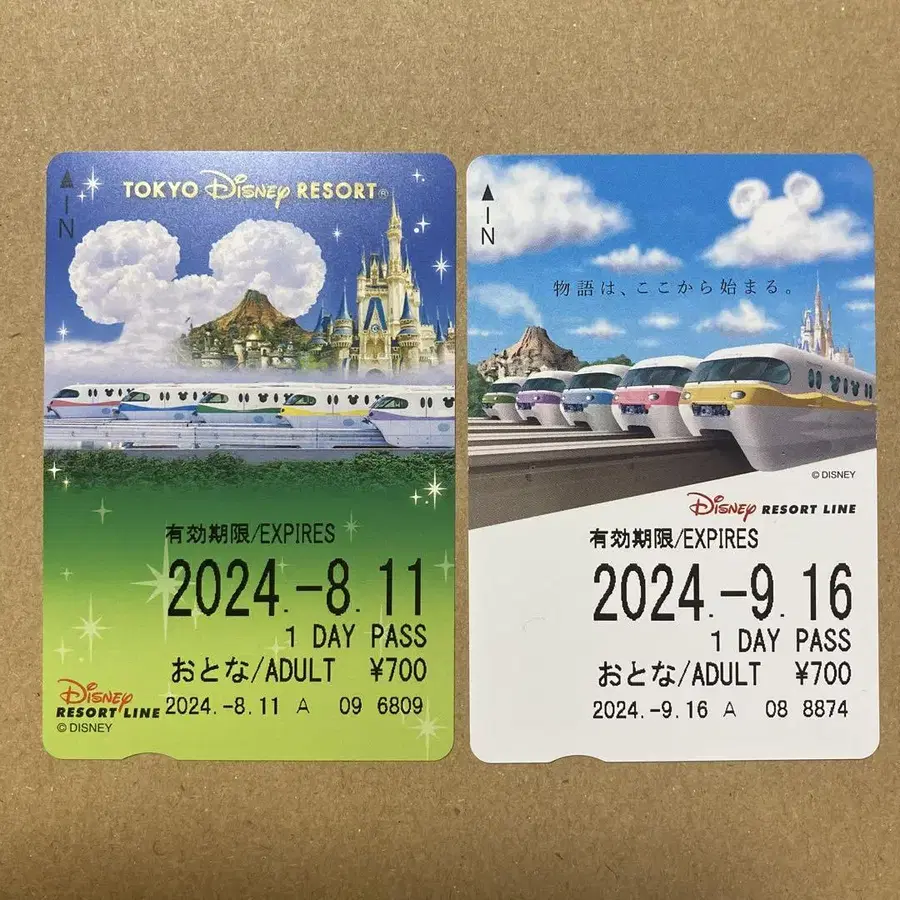 IN
TOKYO Disney RESORT®
有効期限/EXPIRES
2024.-8.11
1 DAY PASS
おとな/ADULT ¥700
2024.-8.11 A 09 6809
Disney
RESORT LINE
© DISNEY
IN
物語は、ここから始まる。
© DISNEY
Disney RESORT LINE
有効期限/EXPIRES
2024.-9.16
1 DAY PASS
おとな/ADULT ¥700
2024.-9.16 A 08 8874